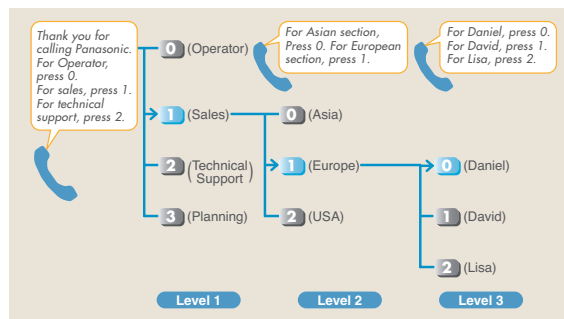 Thank you for
calling Panasonic.
For Operator,
press 0.
For sales, press 1.
For technical
support, press 2.
For Asian section,
Press 0. For European
section, press 1.
For Daniel, press 0.
For David, press 1.
For Lisa, press 2.
0 (Operator)
1 (Sales)
0 (Asia)
2 (Technical
Support)
1 (Europe)
0 (Daniel)
3 (Planning)
2 (USA)
1 (David)
2 (Lisa)
Level 1
Level 2
Level 3